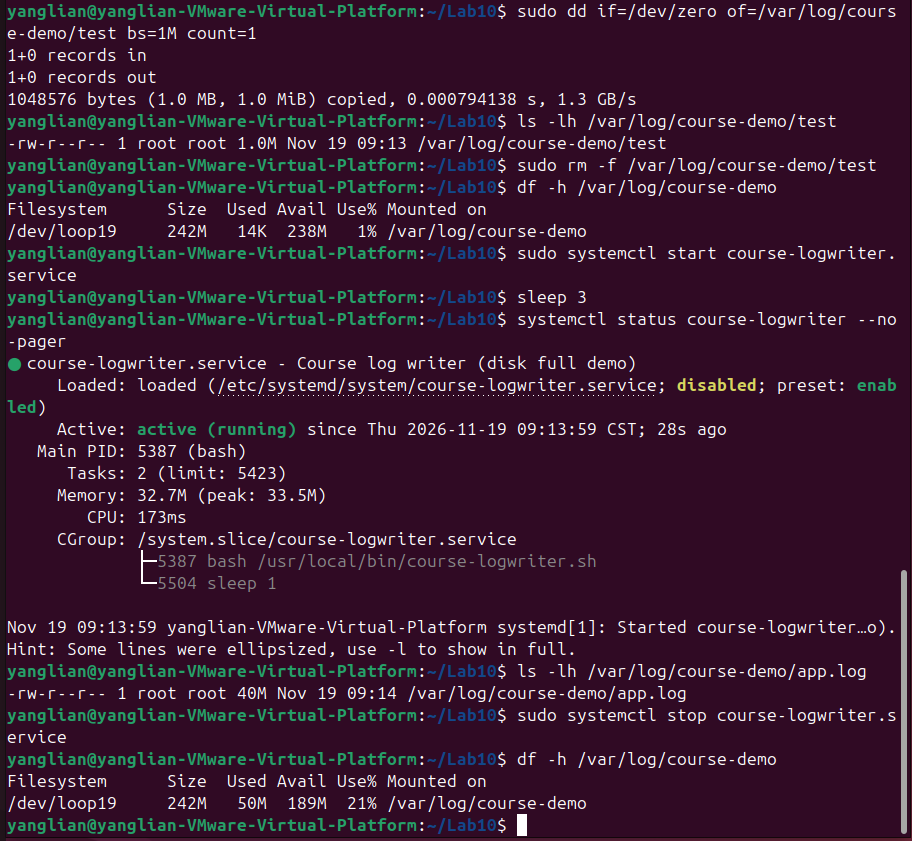 yanglian@yanglian-VMware-Virtual-Platform:~/Lab10$ sudo dd if=/dev/zero of=/var/log/cours
e-demo/test bs=1M count=1
1+0 records in
1+0 records out
1048576 bytes (1.0 MB, 1.0 MiB) copied, 0.000794138 s, 1.3 GB/s
yanglian@yanglian-VMware-Virtual-Platform:~/Lab10$ ls -lh /var/log/course-demo/test
-rw-r--r-- 1 root root 1.0M Nov 19 09:13 /var/log/course-demo/test
yanglian@yanglian-VMware-Virtual-Platform:~/Lab10$ sudo rm -f /var/log/course-demo/test
yanglian@yanglian-VMware-Virtual-Platform:~/Lab10$ df -h /var/log/course-demo
Filesystem      Size  Used Avail Use% Mounted on
/dev/loop19     242M   14K  238M   1% /var/log/course-demo
yanglian@yanglian-VMware-Virtual-Platform:~/Lab10$ sudo systemctl start course-logwriter.
service
yanglian@yanglian-VMware-Virtual-Platform:~/Lab10$ sleep 3
yanglian@yanglian-VMware-Virtual-Platform:~/Lab10$ systemctl status course-logwriter --no
-pager
● course-logwriter.service - Course log writer (disk full demo)
     Loaded: loaded (/etc/systemd/system/course-logwriter.service; disabled; preset: enab
led)
     Active: active (running) since Thu 2026-11-19 09:13:59 CST; 28s ago
   Main PID: 5387 (bash)
      Tasks: 2 (limit: 5423)
     Memory: 32.7M (peak: 33.5M)
        CPU: 173ms
     CGroup: /system.slice/course-logwriter.service
             ├─5387 bash /usr/local/bin/course-logwriter.sh
             └─5504 sleep 1

Nov 19 09:13:59 yanglian-VMware-Virtual-Platform systemd[1]: Started course-logwriter…o).
Hint: Some lines were ellipsized, use -l to show in full.
yanglian@yanglian-VMware-Virtual-Platform:~/Lab10$ ls -lh /var/log/course-demo/app.log
-rw-r--r-- 1 root root 40M Nov 19 09:14 /var/log/course-demo/app.log
yanglian@yanglian-VMware-Virtual-Platform:~/Lab10$ sudo systemctl stop course-logwriter.s
ervice
yanglian@yanglian-VMware-Virtual-Platform:~/Lab10$ df -h /var/log/course-demo
Filesystem      Size  Used Avail Use% Mounted on
/dev/loop19     242M   50M  189M  21% /var/log/course-demo
yanglian@yanglian-VMware-Virtual-Platform:~/Lab10$